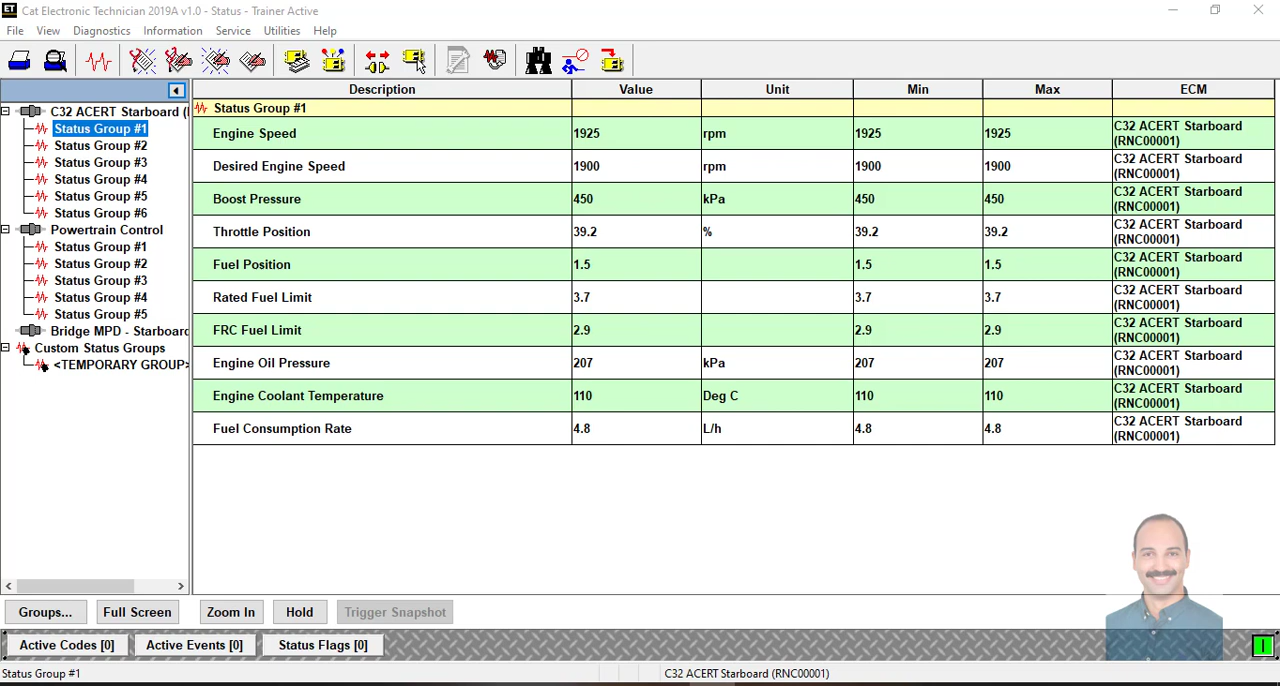 ET Cat Electronic Technician 2019A v1.0 - Status - Trainer Active
File View Diagnostics Information Service Utilities Help
Description Value Unit Min Max ECM
C32 ACERT Starboard (
Status Group #1
Status Group #2
Status Group #3
Status Group #4
Status Group #5
Status Group #6
Powertrain Control
Status Group #1
Status Group #2
Status Group #3
Status Group #4
Status Group #5
Bridge MPD - Starboard
Custom Status Groups
<TEMPORARY GROUP>
Status Group #1
Engine Speed 1925 rpm 1925 1925 C32 ACERT Starboard
(RNC00001)
Desired Engine Speed 1900 rpm 1900 1900 C32 ACERT Starboard
(RNC00001)
Boost Pressure 450 kPa 450 450 C32 ACERT Starboard
(RNC00001)
Throttle Position 39.2 % 39.2 39.2 C32 ACERT Starboard
(RNC00001)
Fuel Position 1.5 1.5 1.5 C32 ACERT Starboard
(RNC00001)
Rated Fuel Limit 3.7 3.7 3.7 C32 ACERT Starboard
(RNC00001)
FRC Fuel Limit 2.9 2.9 2.9 C32 ACERT Starboard
(RNC00001)
Engine Oil Pressure 207 kPa 207 207 C32 ACERT Starboard
(RNC00001)
Engine Coolant Temperature 110 Deg C 110 110 C32 ACERT Starboard
(RNC00001)
Fuel Consumption Rate 4.8 L/h 4.8 4.8 C32 ACERT Starboard
(RNC00001)
Groups... Full Screen Zoom In Hold Trigger Snapshot
Active Codes [0] Active Events [0] Status Flags [0]
Status Group #1 C32 ACERT Starboard (RNC00001)